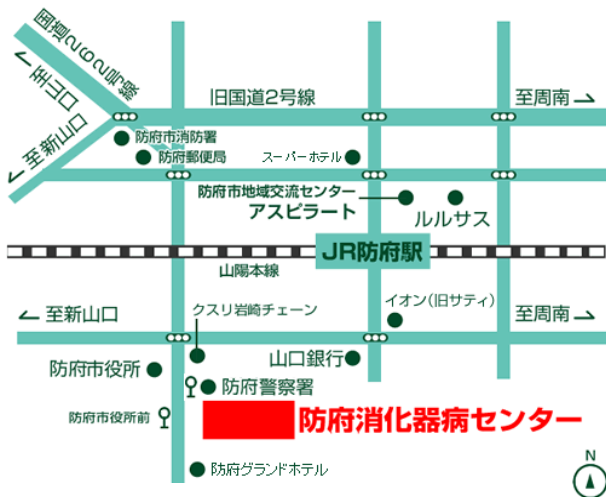 国道262号線
至山口
至新山口
旧国道2号線
至周南
防府市消防署
防府郵便局
スーパーホテル
防府市地域交流センター
アスピラート
ルルサス
JR防府駅
山陽本線
至新山口
クスリ岩崎チェーン
イオン(旧サティ)
至周南
防府市役所
山口銀行
防府警察署
防府市役所前
防府消化器病センター
防府グランドホテル
N